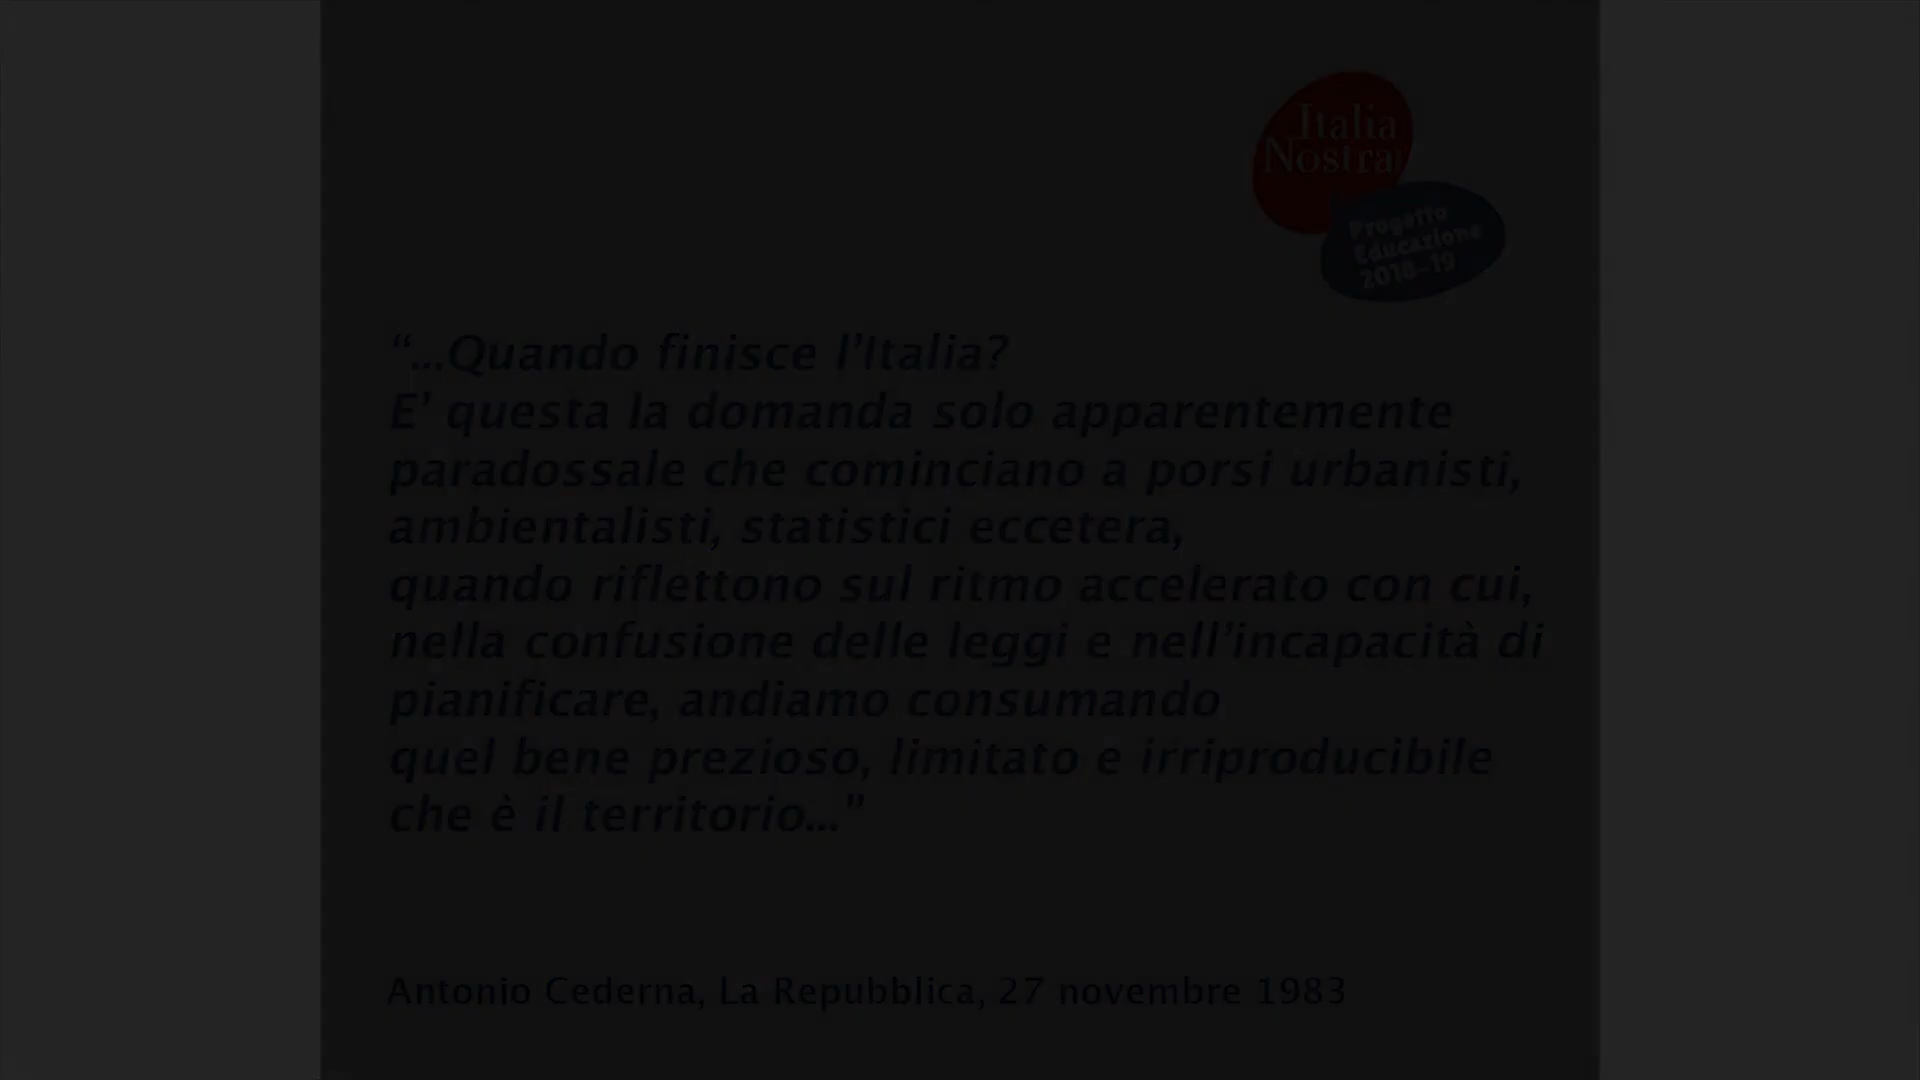 Italia
Nostra
Progetto
Educazione
2018-19
“...Quando finisce l’Italia?
E’ questa la domanda solo apparentemente
paradossale che cominciano a porsi urbanisti,
ambientalisti, statistici eccetera,
quando riflettono sul ritmo accelerato con cui,
nella confusione delle leggi e nell’incapacità di
pianificare, andiamo consumando
quel bene prezioso, limitato e irriproducibile
che è il territorio...”
Antonio Cederna, La Repubblica, 27 novembre 1983